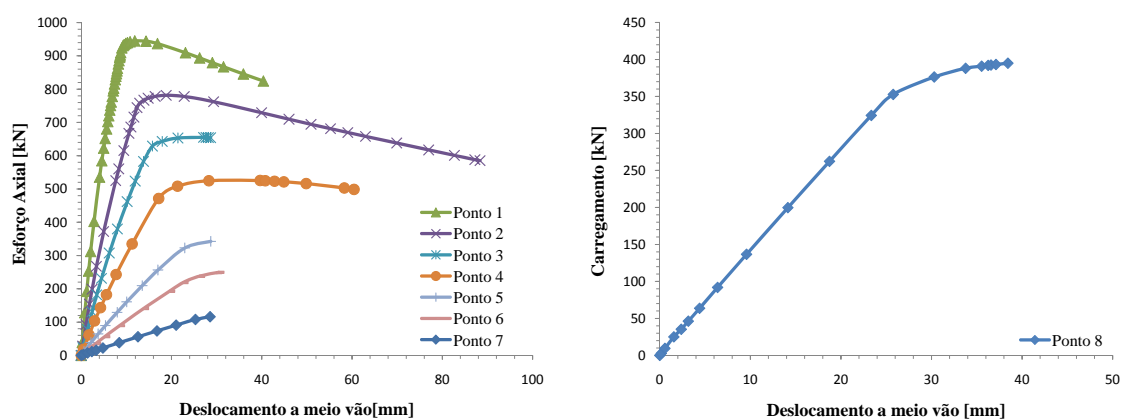 1000
900
800
700
600
500
400
300
200
100
0
Esforço Axial [kN]
0 20 40 60 80 100
Deslocamento a meio vão[mm]
Ponto 1
Ponto 2
Ponto 3
Ponto 4
Ponto 5
Ponto 6
Ponto 7
450
400
350
300
250
200
150
100
50
0
Carregamento [kN]
0 10 20 30 40 50
Deslocamento a meio vão [mm]
Ponto 8